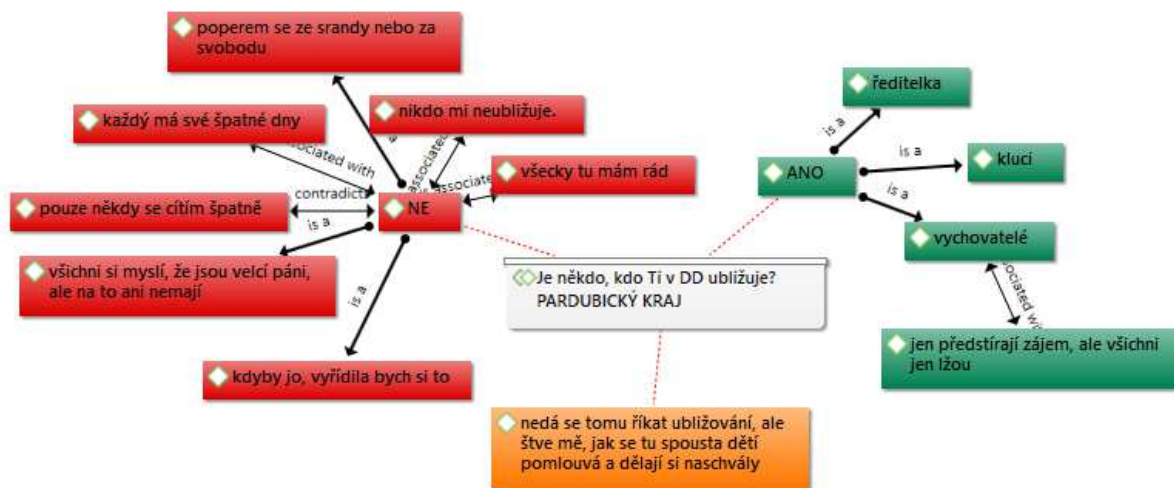 poperem se ze srandy nebo za
svobodu
každý má své špatné dny
nikdo mi neubližuje.
všecky tu mám rád
pouze někdy se cítím špatně
NE
všichni si myslí, že jsou velcí páni,
ale na to ani nemají
kdyby jo, vyřídila bych si to
contradicts
is a
is a
is associated
associated
ociated with
Je někdo, kdo Ti v DD ubližuje?
PARDUBICKÝ KRAJ
nedá se tomu říkat ubližování, ale
štve mě, jak se tu spousta dětí
pomlouvá a dělají si naschvály
ANO
is a
ředitelka
is a
kluci
is a
vychovatelé
jen předstírají zájem, ale všichni
jen lžou